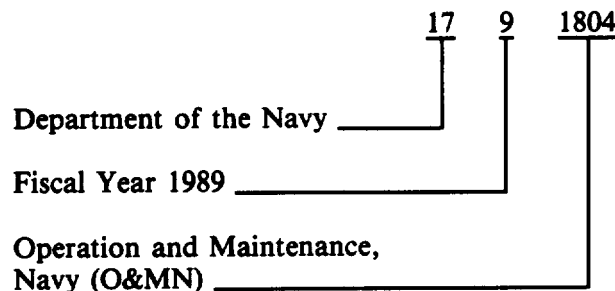 17 9 1804
Department of the Navy
Fiscal Year 1989
Operation and Maintenance,
Navy (O&MN)